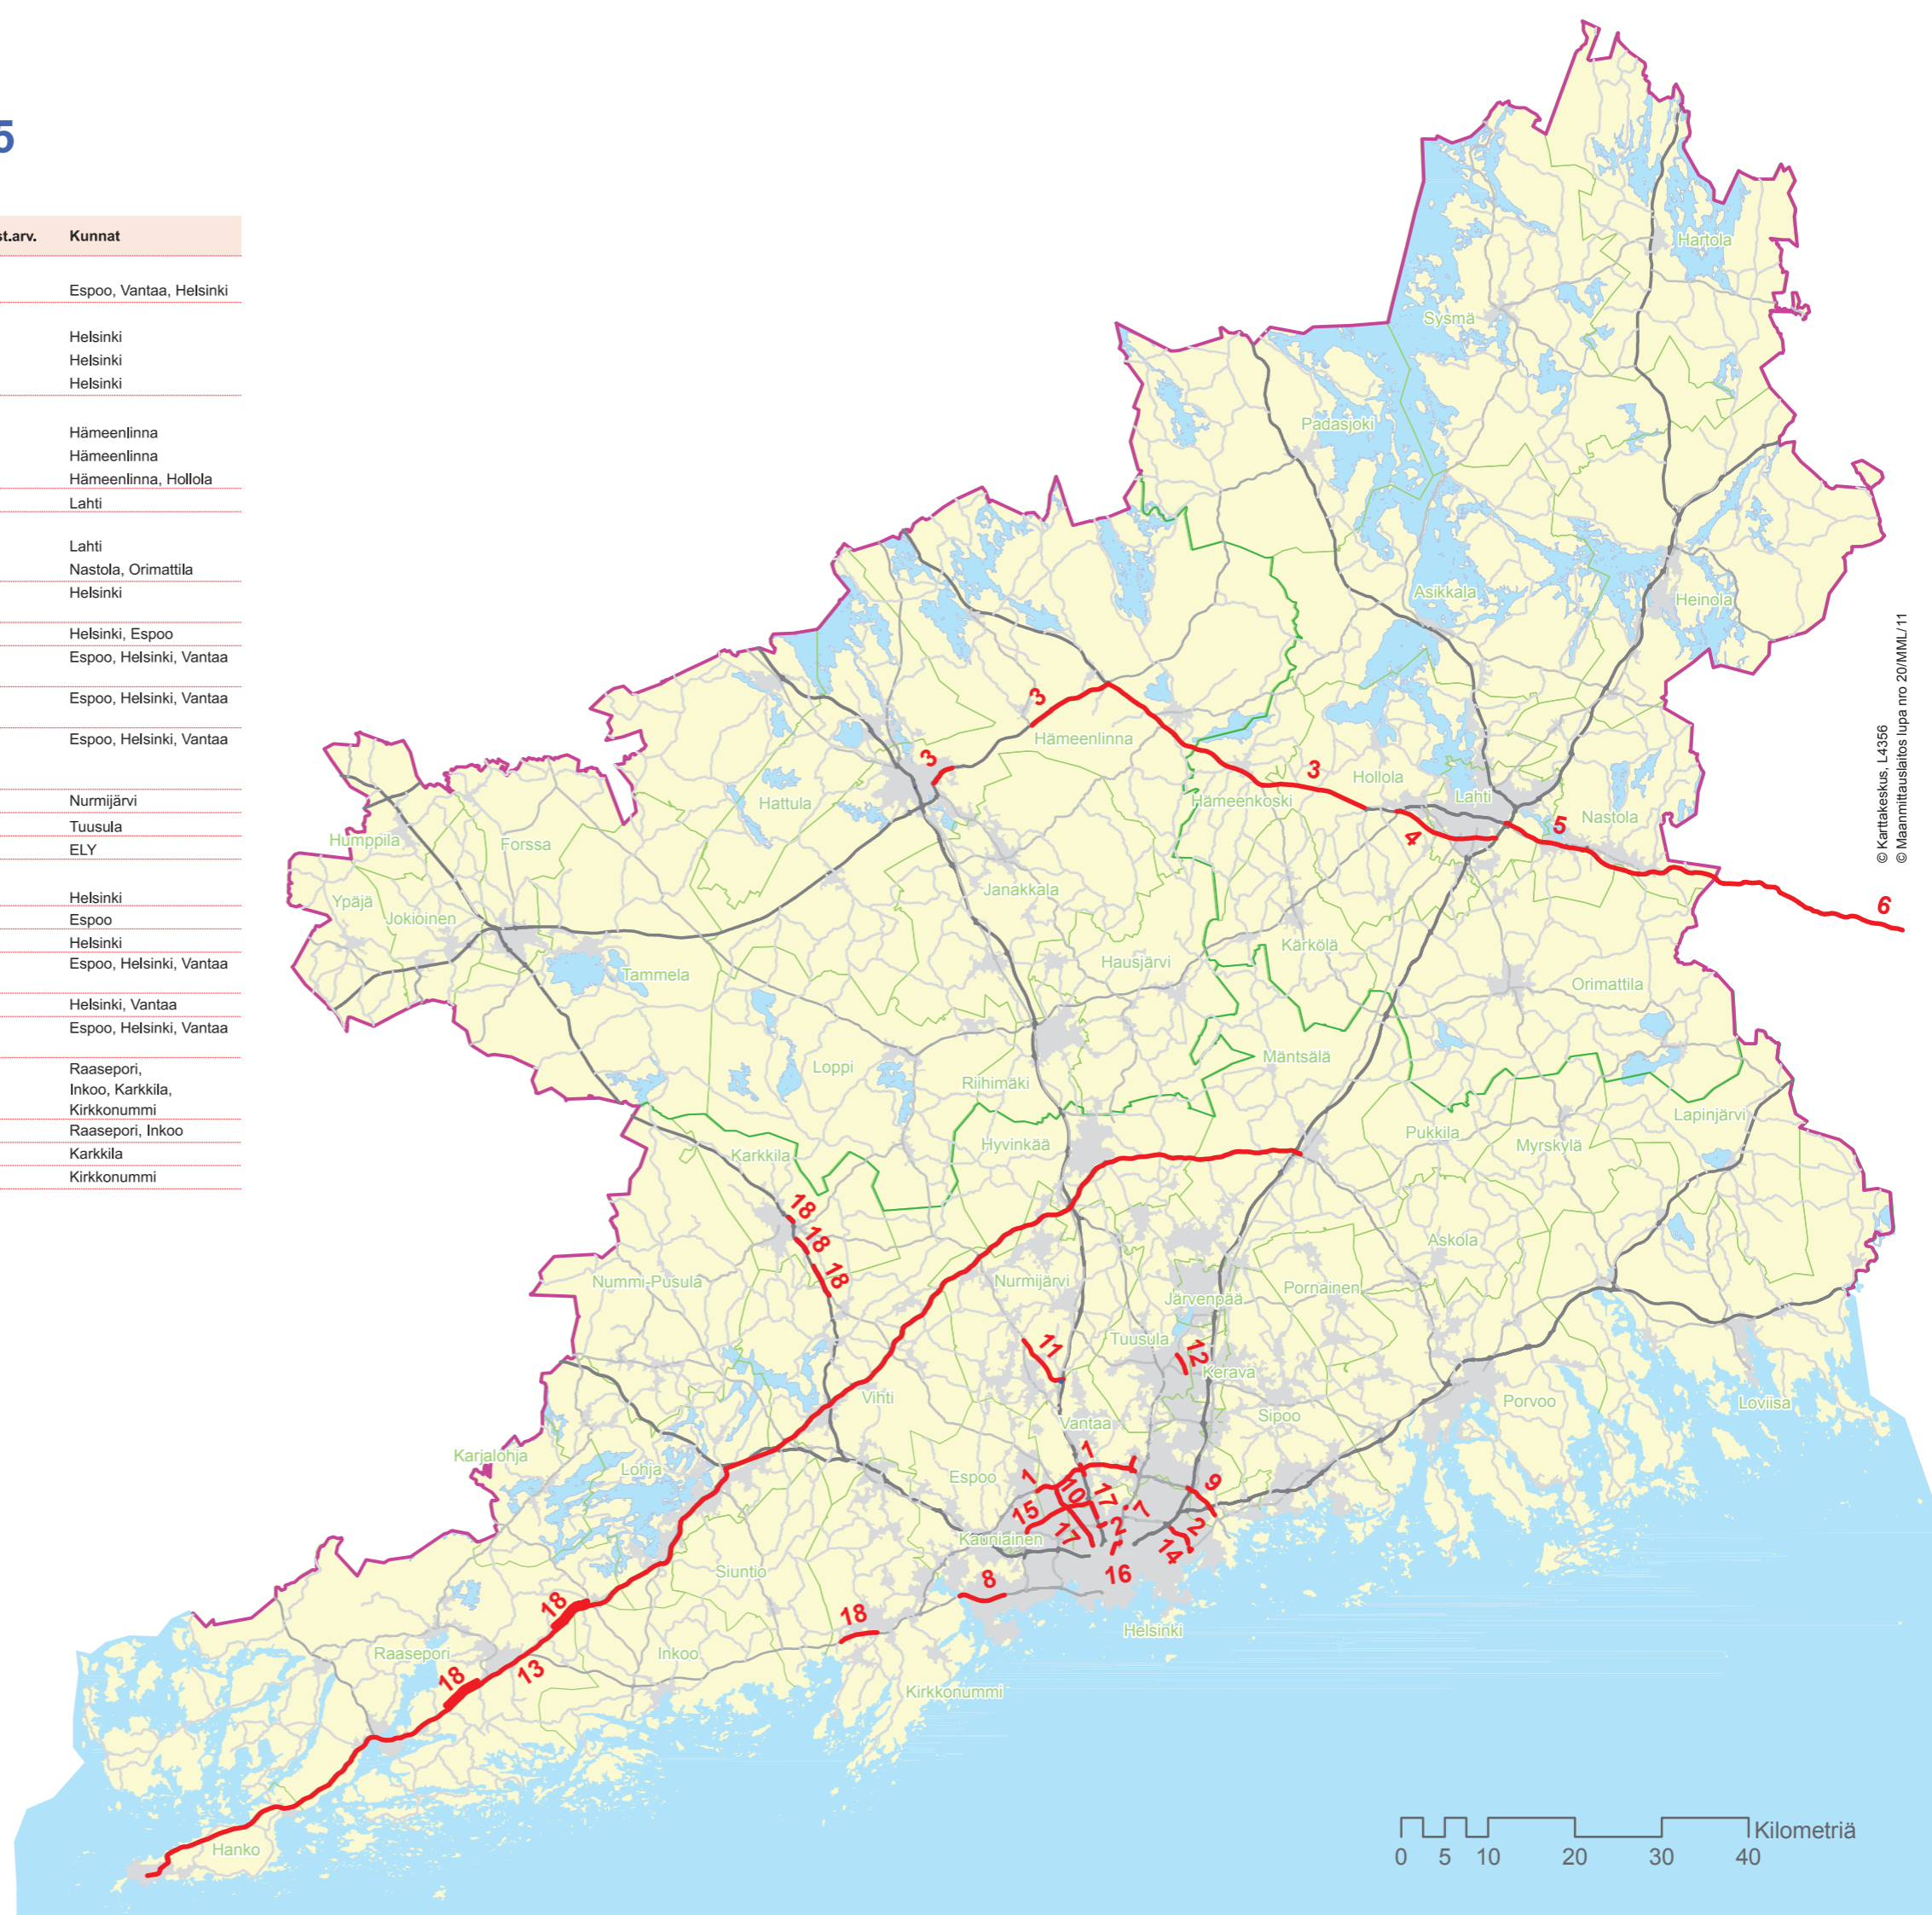 5
st.arv. Kunnat
Espoo, Vantaa, Helsinki
Helsinki
Helsinki
Helsinki
Hämeenlinna
Hämeenlinna
Hämeenlinna, Hollola
Lahti
Lahti
Nastola, Orimattila
Helsinki
Helsinki, Espoo
Espoo, Helsinki, Vantaa
Espoo, Helsinki, Vantaa
Espoo, Helsinki, Vantaa
Nurmijärvi
Tuusula
ELY
Helsinki
Espoo
Helsinki
Espoo, Helsinki, Vantaa
Helsinki, Vantaa
Espoo, Helsinki, Vantaa
Raasepori,
Inkoo, Karkkila,
Kirkkonummi
Raasepori, Inkoo
Karkkila
Kirkkonummi
Hartola
Sysmä
Padasjoki
Asikkala
Heinola
3
Hämeenlinna
3
3
Hollola
Hämeenkoski
Lahti
4
5
Nastola
6
Hattula
Humppila
Forssa
Ypäjä
Jokioinen
Janakkala
Tammela
Hausjärvi
Kärkölä
Orimattila
Loppi
Riihimäki
Mäntsälä
Hyvinkää
Karkkila
Pukkila
Myrskylä
Lapinjärvi
18
18
18
Nummi-Pusula
Nurmijärvi
Järvenpää
Pornainen
Askola
11
Tuusula
12
Kerava
Vihti
Vantaa
Sipoo
Porvoo
Loviisa
Karjalohja
Lohja
Espoo
1
1
10
17
7
9
15
17
2
2
14
Kauniainen
16
Siuntio
8
18
18
Helsinki
Raasepori
18
13
Inkoo
Kirkkonummi
Hanko
Kilometriä
0 5 10 20 30 40
© Karttakeskus, L4356
© Maanmittauslaitos lupa nro 20/MML/11